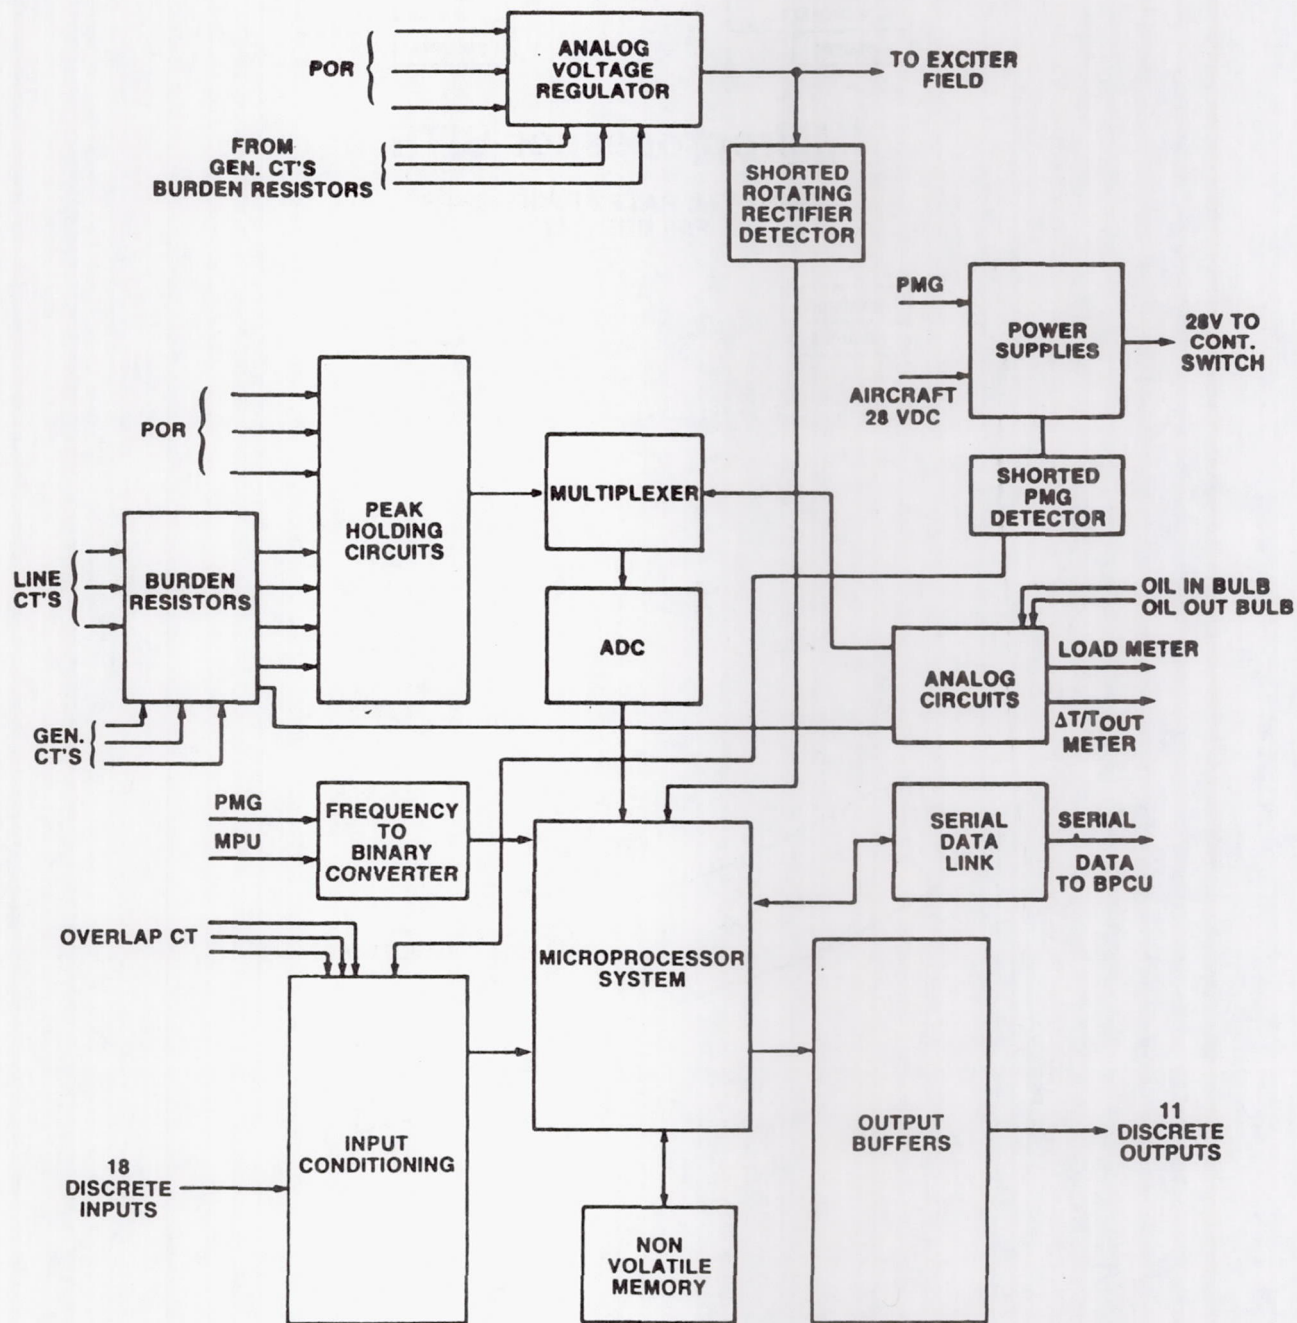 POR
ANALOG
VOLTAGE
REGULATOR
TO EXCITER
FIELD
FROM
GEN. CT'S
BURDEN RESISTORS
SHORTED
ROTATING
RECTIFIER
DETECTOR
PMG
AIRCRAFT
28 VDC
POWER
SUPPLIES
28V TO
CONT.
SWITCH
SHORTED
PMG
DETECTOR
POR
PEAK
HOLDING
CIRCUITS
MULTIPLEXER
LINE
CT'S
BURDEN
RESISTORS
GEN.
CT'S
ADC
OIL IN BULB
OIL OUT BULB
ANALOG
CIRCUITS
LOAD METER
ΔT/TOUT
METER
PMG
MPU
FREQUENCY
TO
BINARY
CONVERTER
SERIAL
DATA
LINK
SERIAL
DATA
TO BPCU
OVERLAP CT
MICROPROCESSOR
SYSTEM
18
DISCRETE
INPUTS
INPUT
CONDITIONING
OUTPUT
BUFFERS
11
DISCRETE
OUTPUTS
NON
VOLATILE
MEMORY